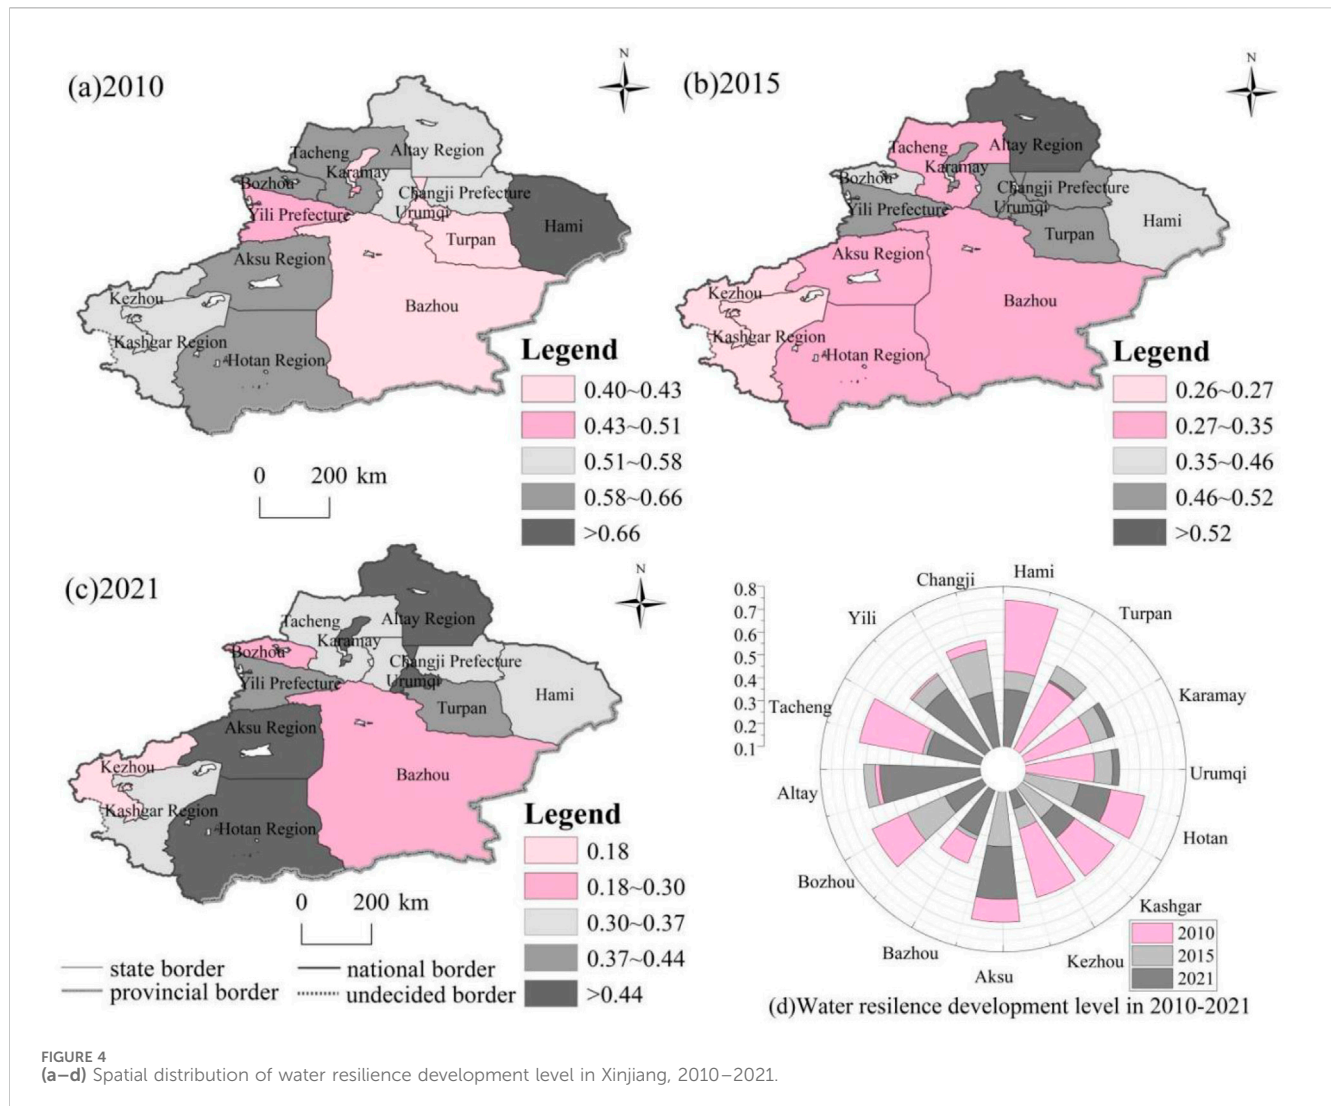 (a)2010
N
Tacheng
Altay Region
Karamay
Bozhou
Changji Prefecture
Yili Prefecture
Urumqi
Turpan
Hami
Aksu Region
Kezhou
Bazhou
Kashgar Region
Hotan Region
Legend
0.40~0.43
0.43~0.51
0.51~0.58
0.58~0.66
>0.66
0 200 km
(b)2015
N
Tacheng
Altay Region
Karamay
Bozhou
Changji Prefecture
Yili Prefecture
Urumqi
Turpan
Hami
Aksu Region
Kezhou
Bazhou
Kashgar Region
Hotan Region
Legend
0.26~0.27
0.27~0.35
0.35~0.46
0.46~0.52
>0.52
(c)2021
N
Tacheng
Altay Region
Karamay
Bozhou
Changji Prefecture
Yili Prefecture
Urumqi
Turpan
Hami
Aksu Region
Kezhou
Bazhou
Kashgar Region
Hotan Region
Legend
0.18
0.18~0.30
0.30~0.37
0.37~0.44
>0.44
0 200 km
state border
national border
provincial border
undecided border
0.8
0.7
0.6
0.5
0.4
0.3
0.2
0.1
Changji
Hami
Turpan
Karamay
Urumqi
Hotan
Kashgar
Kezhou
Aksu
Bazhou
Bozhou
Altay
Tacheng
Yili
2010
2015
2021
(d)Water resilence development level in 2010-2021
FIGURE 4
(a–d) Spatial distribution of water resilience development level in Xinjiang, 2010–2021.